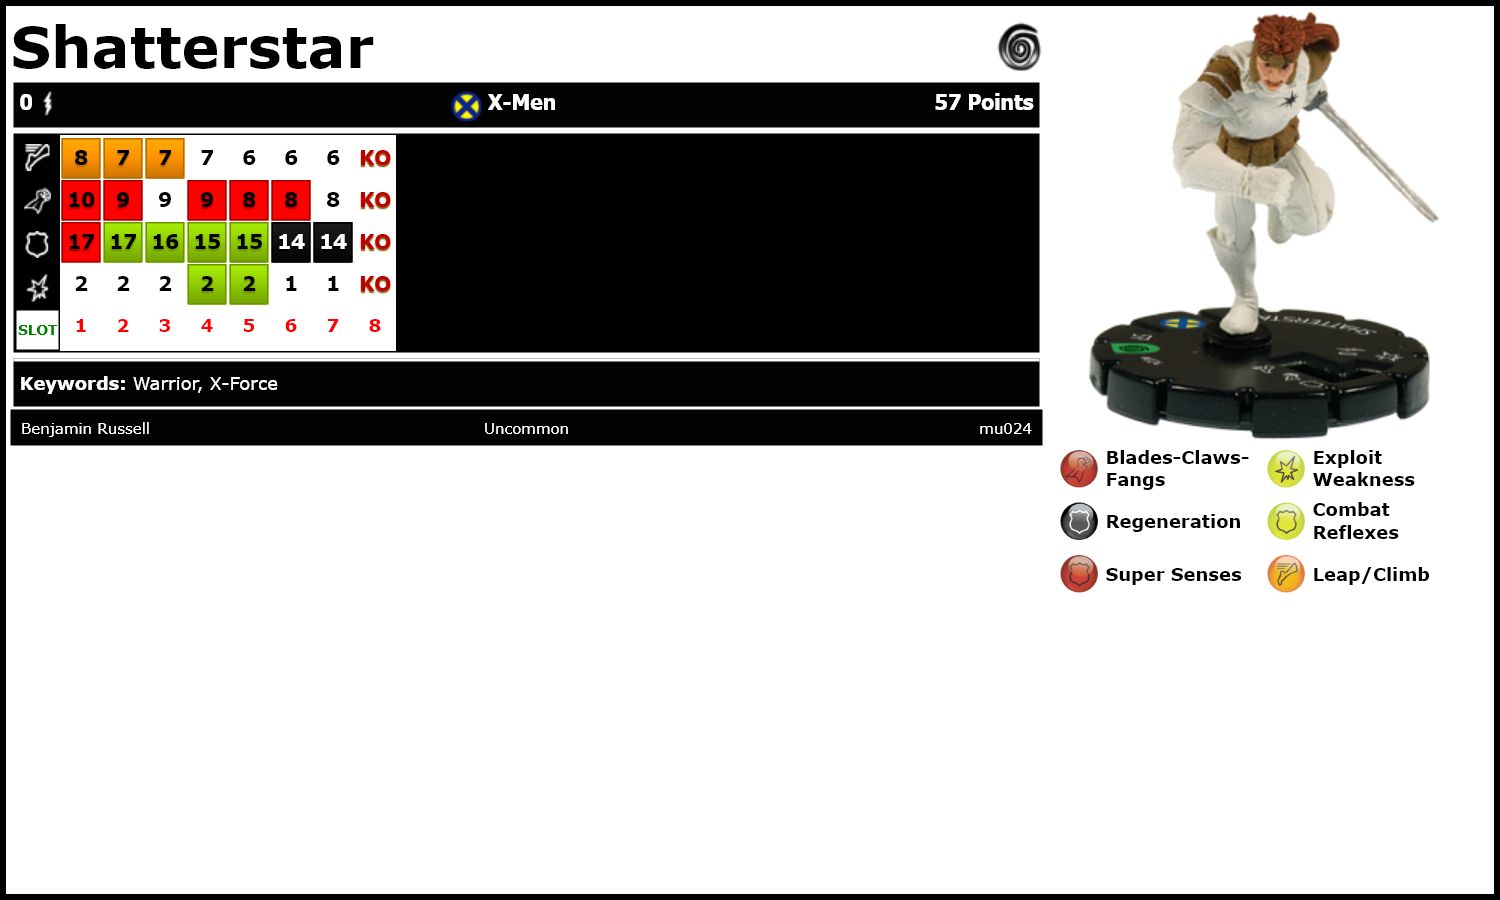 Shatterstar
0 X-Men 57 Points
8 7 7 7 6 6 6 KO
10 9 9 9 8 8 8 KO
17 17 16 15 15 14 14 KO
2 2 2 2 2 1 1 KO
SLOT 1 2 3 4 5 6 7 8
Keywords: Warrior, X-Force
Benjamin Russell Uncommon mu024
Blades-Claws-
Fangs
Exploit
Weakness
Regeneration
Combat
Reflexes
Super Senses
Leap/Climb